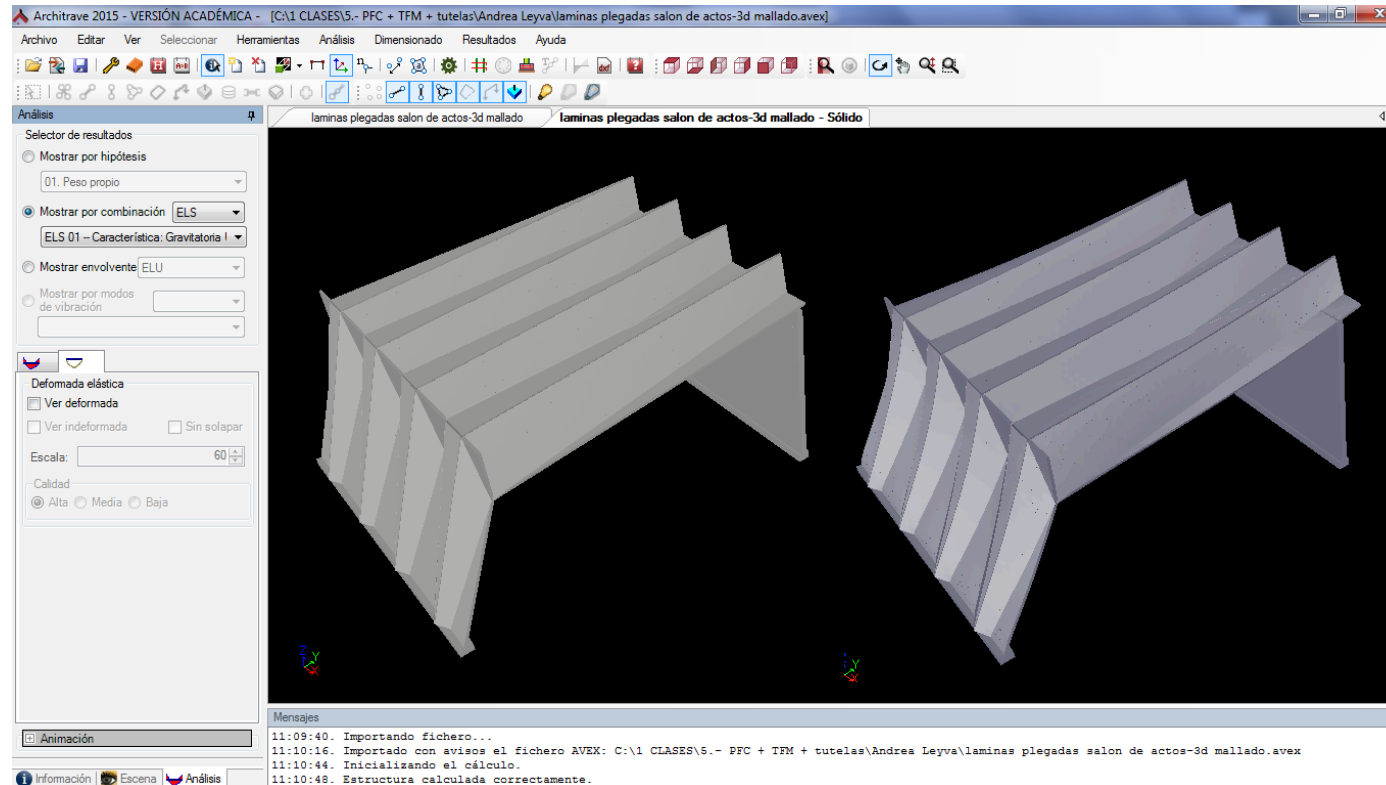 Architrave 2015 - VERSIÓN ACADÉMICA - [C:\1 CLASES\5.- PFC + TFM + tutelas\Andrea Leyva\laminas plegadas salon de actos-3d mallado.avex]
Archivo Editar Ver Seleccionar Herramientas Análisis Dimensionado Resultados Ayuda
Análisis
laminas plegadas salon de actos-3d mallado laminas plegadas salon de actos-3d mallado - Sólido
Selector de resultados
Mostrar por hipótesis
01. Peso propio
Mostrar por combinación ELS
ELS 01 – Característica: Gravitatoria
Mostrar envolvente ELU
Mostrar por modos
de vibración
Deformada elástica
Ver deformada
Ver indeformada Sin solapar
Escala: 60
Calidad
Alta Media Baja
Z Y X
Y X
Mensajes
11:09:40. Importando fichero...
11:10:16. Importado con avisos el fichero AVEX: C:\1 CLASES\5.- PFC + TFM + tutelas\Andrea Leyva\laminas plegadas salon de actos-3d mallado.avex
11:10:44. Inicializando el cálculo.
11:10:48. Estructura calculada correctamente.
Animación
Información Escena Análisis